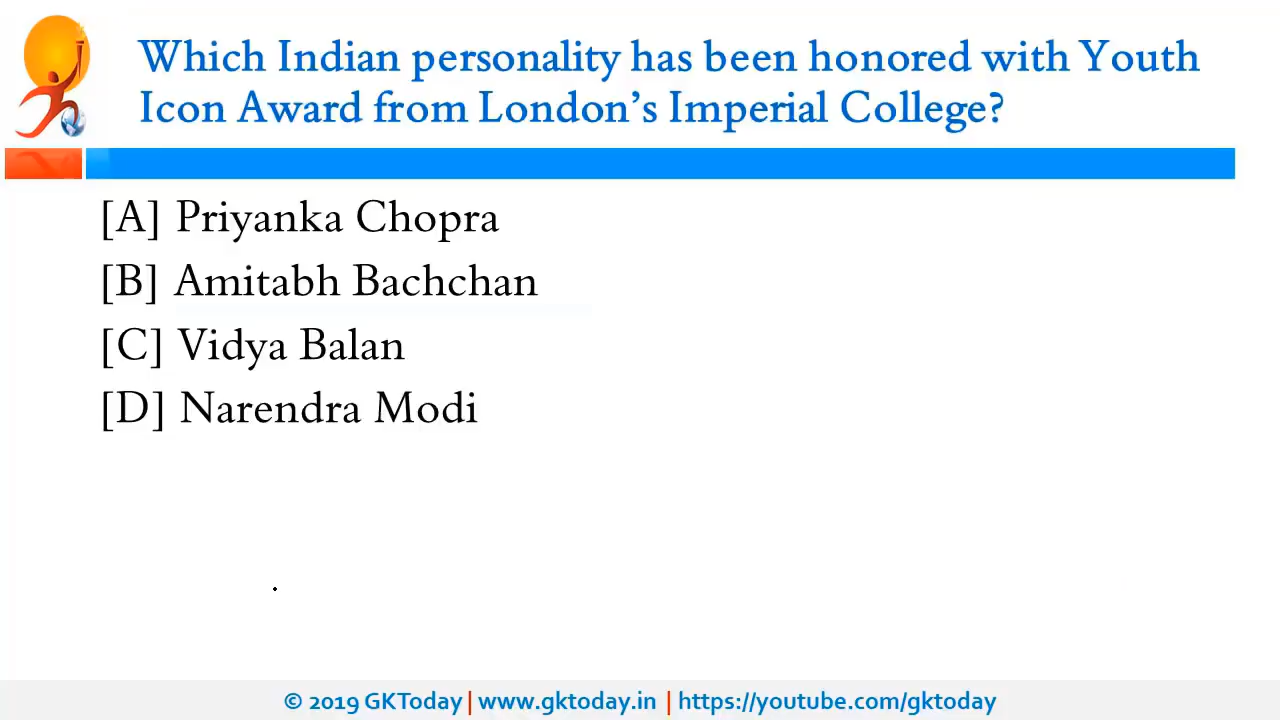 Which Indian personality has been honored with Youth
Icon Award from London’s Imperial College?
[A] Priyanka Chopra
[B] Amitabh Bachchan
[C] Vidya Balan
[D] Narendra Modi
© 2019 GKToday | www.gktoday.in | https://youtube.com/gktoday